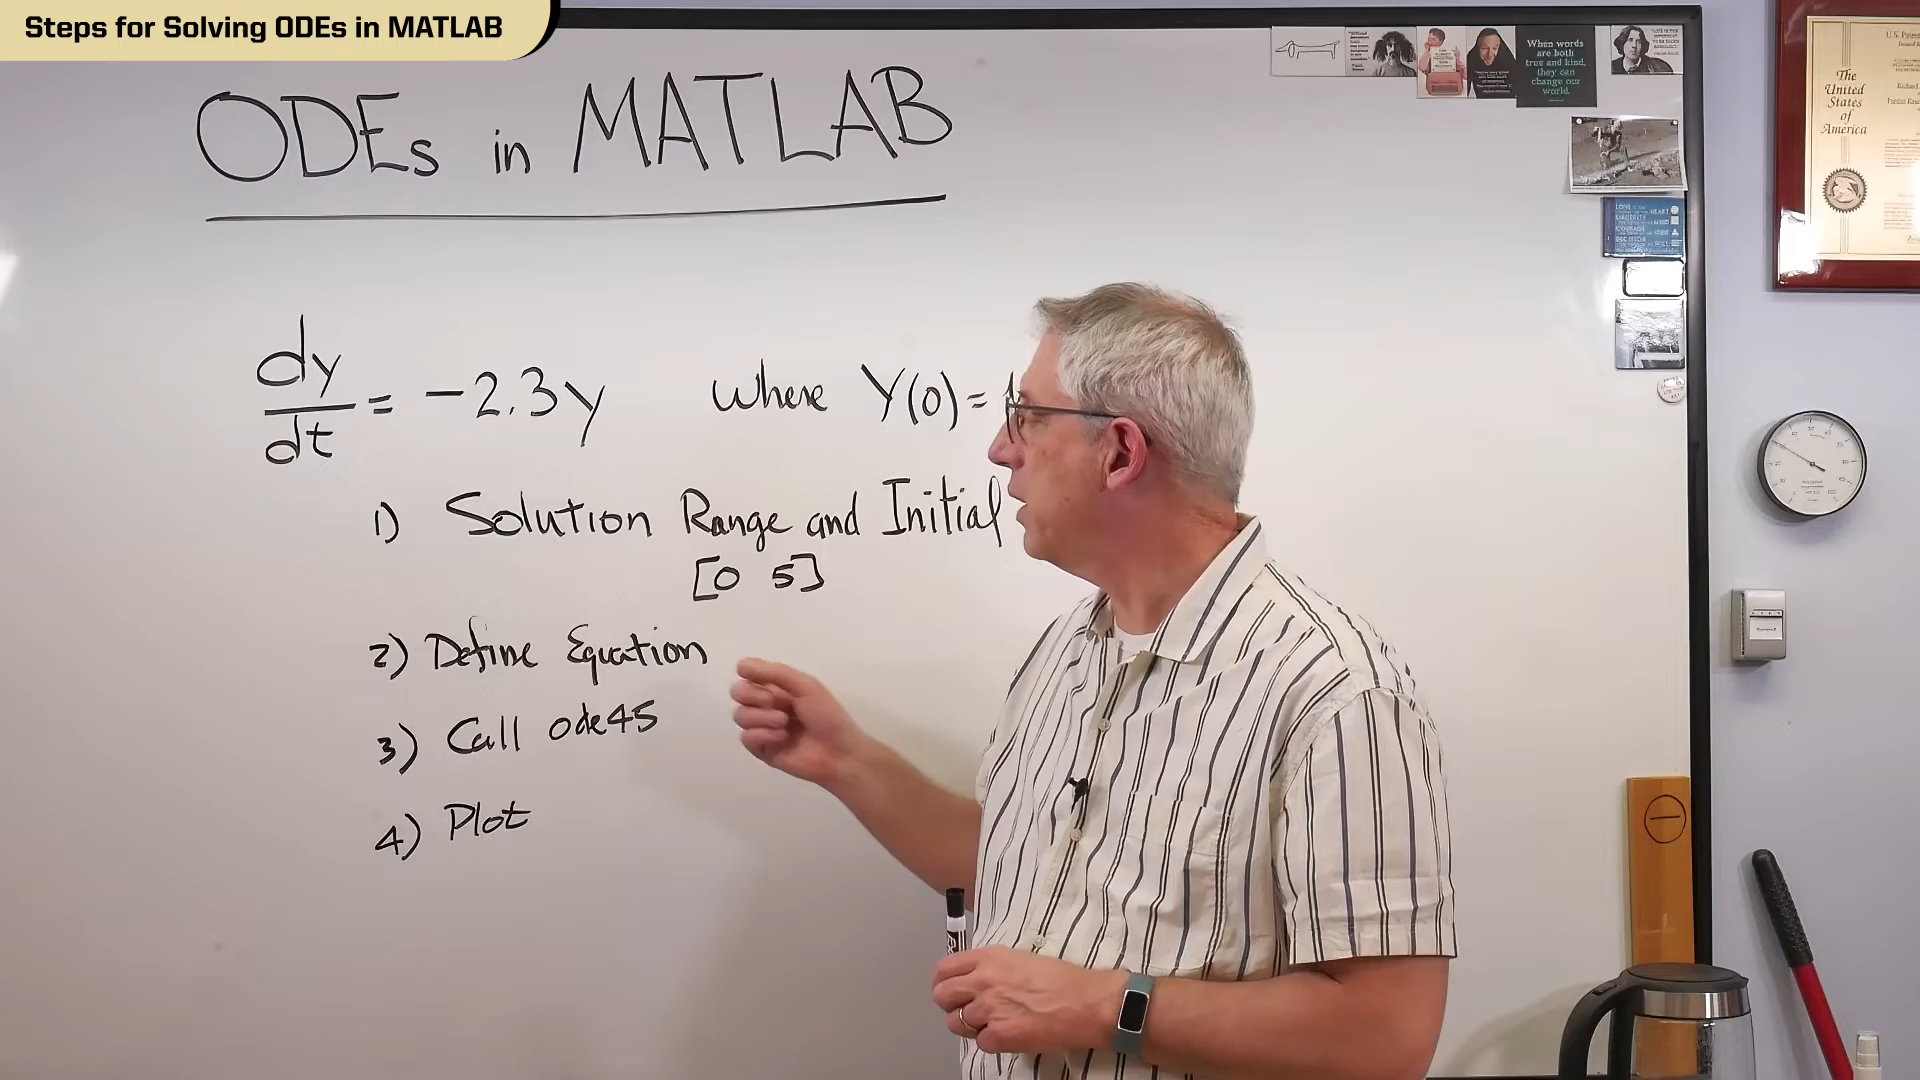 Steps for Solving ODEs in MATLAB
ODEs in MATLAB
dy/dt = -2.3y where Y(0)=
1) Solution Range and Initial
[0 5]
2) Define Equation
3) Call ode45
4) Plot
When words
are both
true and kind,
they can
change our
world.
The
United
States
of
America